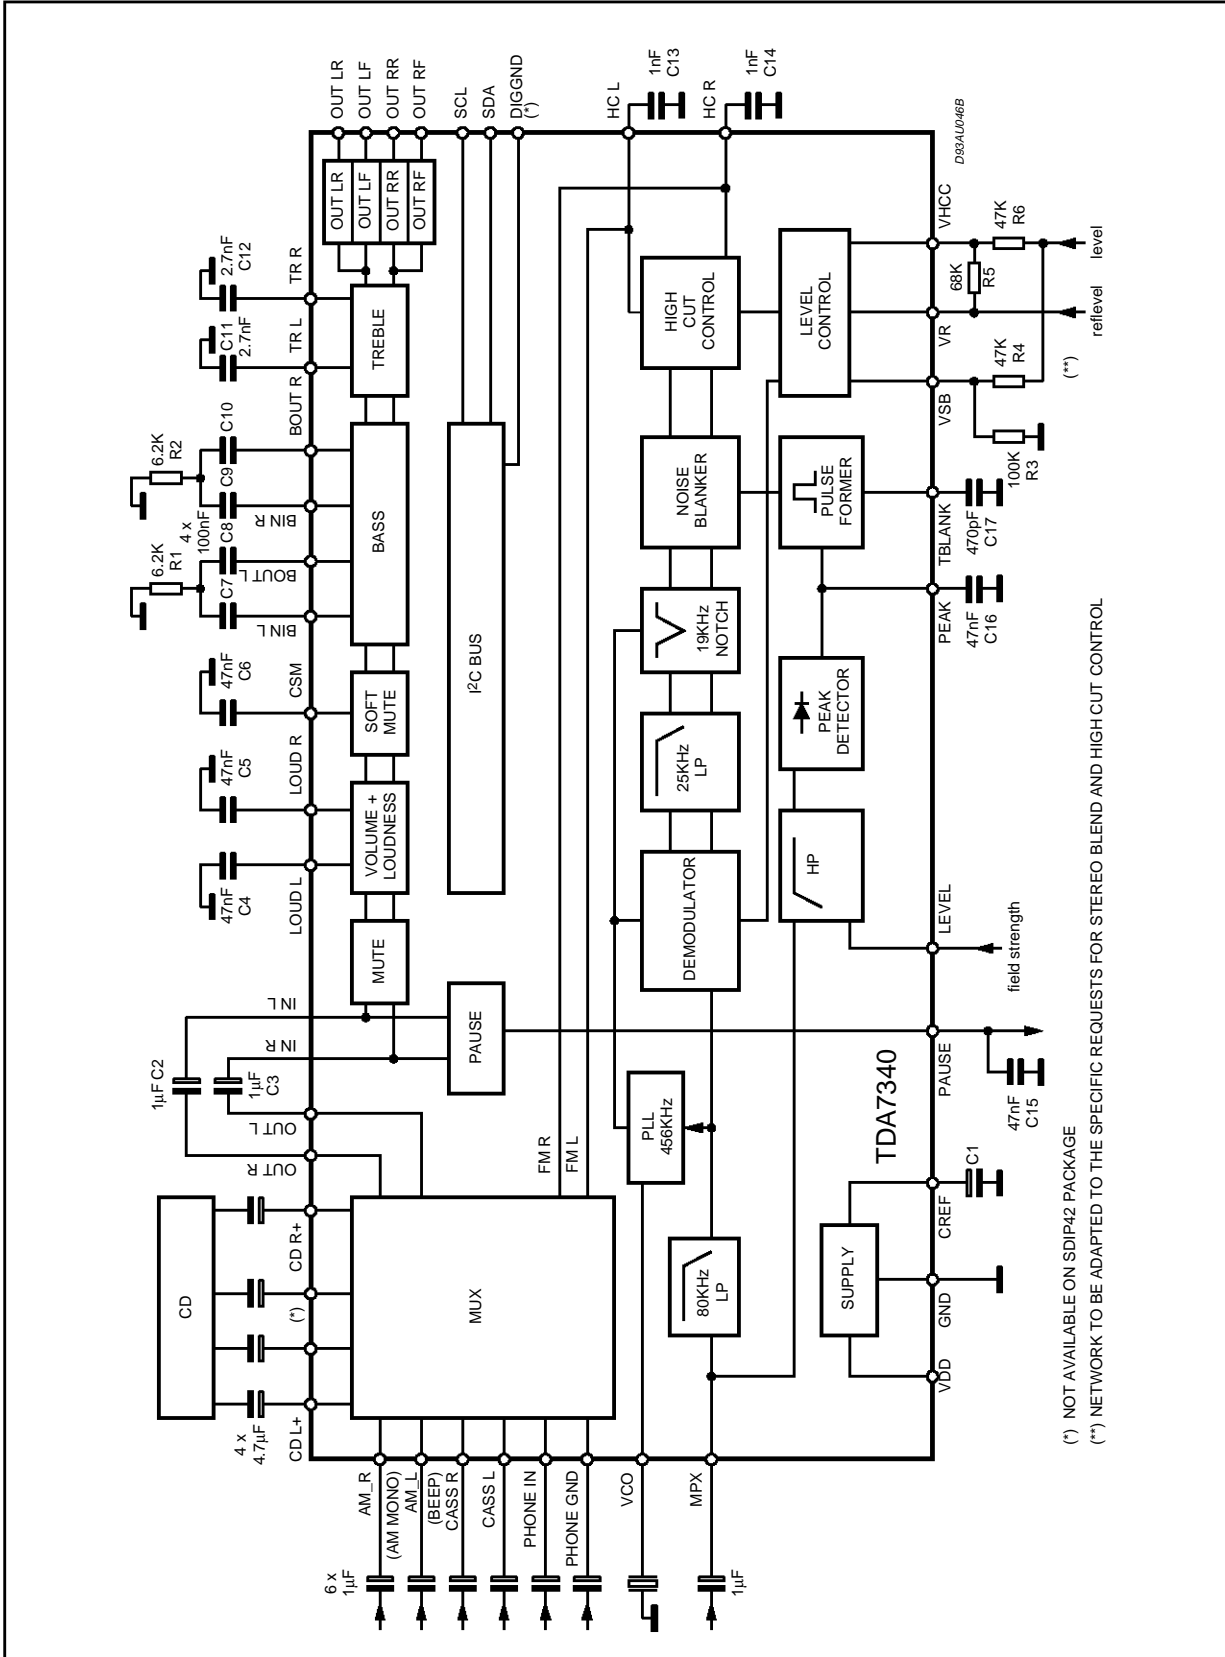 OUT LR
OUT LF
OUT RR
OUT RF
SCL
SDA
DIGGND
(*)
HC L
1nF
C13
HC R
1nF
C14
D93AU046B
OUT LR
OUT LF
OUT RR
OUT RF
TR R
2.7nF
C12
TR L
C11
2.7nF
TREBLE
BOUT R
C10
C9
6.2K
R2
BIN R
4 x
100nF
C8
BOUT L
C7
6.2K
R1
BIN L
BASS
CSM
47nF
C6
SOFT
MUTE
LOUD R
47nF
C5
VOLUME +
LOUDNESS
LOUD L
47nF
C4
MUTE
IN L
IN R
1µF C2
1µF
C3
OUT L
OUT R
PAUSE
I2C BUS
HIGH
CUT
CONTROL
LEVEL
CONTROL
VHCC
47K
R6
level
68K
R5
VR
reflevel
VSB
47K
R4
(**)
100K
R3
NOISE
BLANKER
PULSE
FORMER
TBLANK
470pF
C17
PEAK
47nF
C16
19KHz
NOTCH
25KHz
LP
PEAK
DETECTOR
DEMODULATOR
HP
LEVEL
field strength
PAUSE
47nF
C15
TDA7340
PLL
456KHz
FM R
FM L
CREF
C1
SUPPLY
GND
VDD
80KHz
LP
CD
CD R+
(*)
CD L+
4 x
4.7µF
MUX
AM_R
(AM MONO)
AM_L
(BEEP)
CASS R
CASS L
PHONE IN
PHONE GND
VCO
MPX
6 x
1µF
1µF
(*) NOT AVAILABLE ON SDIP42 PACKAGE
(**) NETWORK TO BE ADAPTED TO THE SPECIFIC REQUESTS FOR STEREO BLEND AND HIGH CUT CONTROL